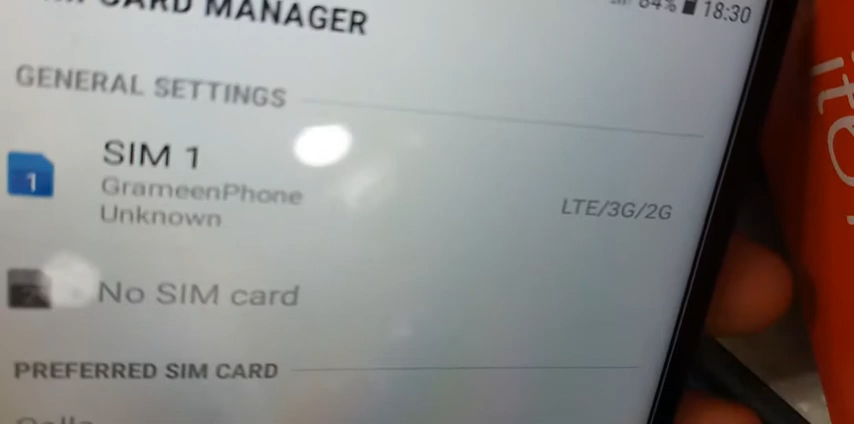 CARD MANAGER
84% 18:30
GENERAL SETTINGS
SIM 1
GrameenPhone
Unknown
LTE/3G/2G
1
No SIM card
PREFERRED SIM CARD
Calls